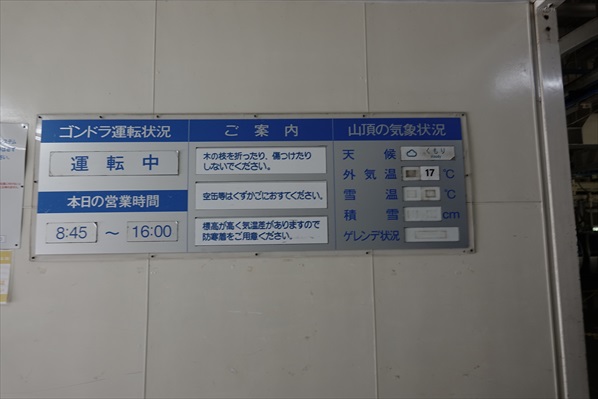 ゴンドラ運転状況
運転中
本日の営業時間
8:45 ～ 16:00
ご案内
木の枝を折ったり、傷つけたり
しないでください。
空缶等はくずかごにおすてください。
標高が高く気温差がありますので
防寒着をご用意ください。
山頂の気象状況
天候 くもり
外気温 17 ℃
雪温 ℃
積雪 cm
ゲレンデ状況